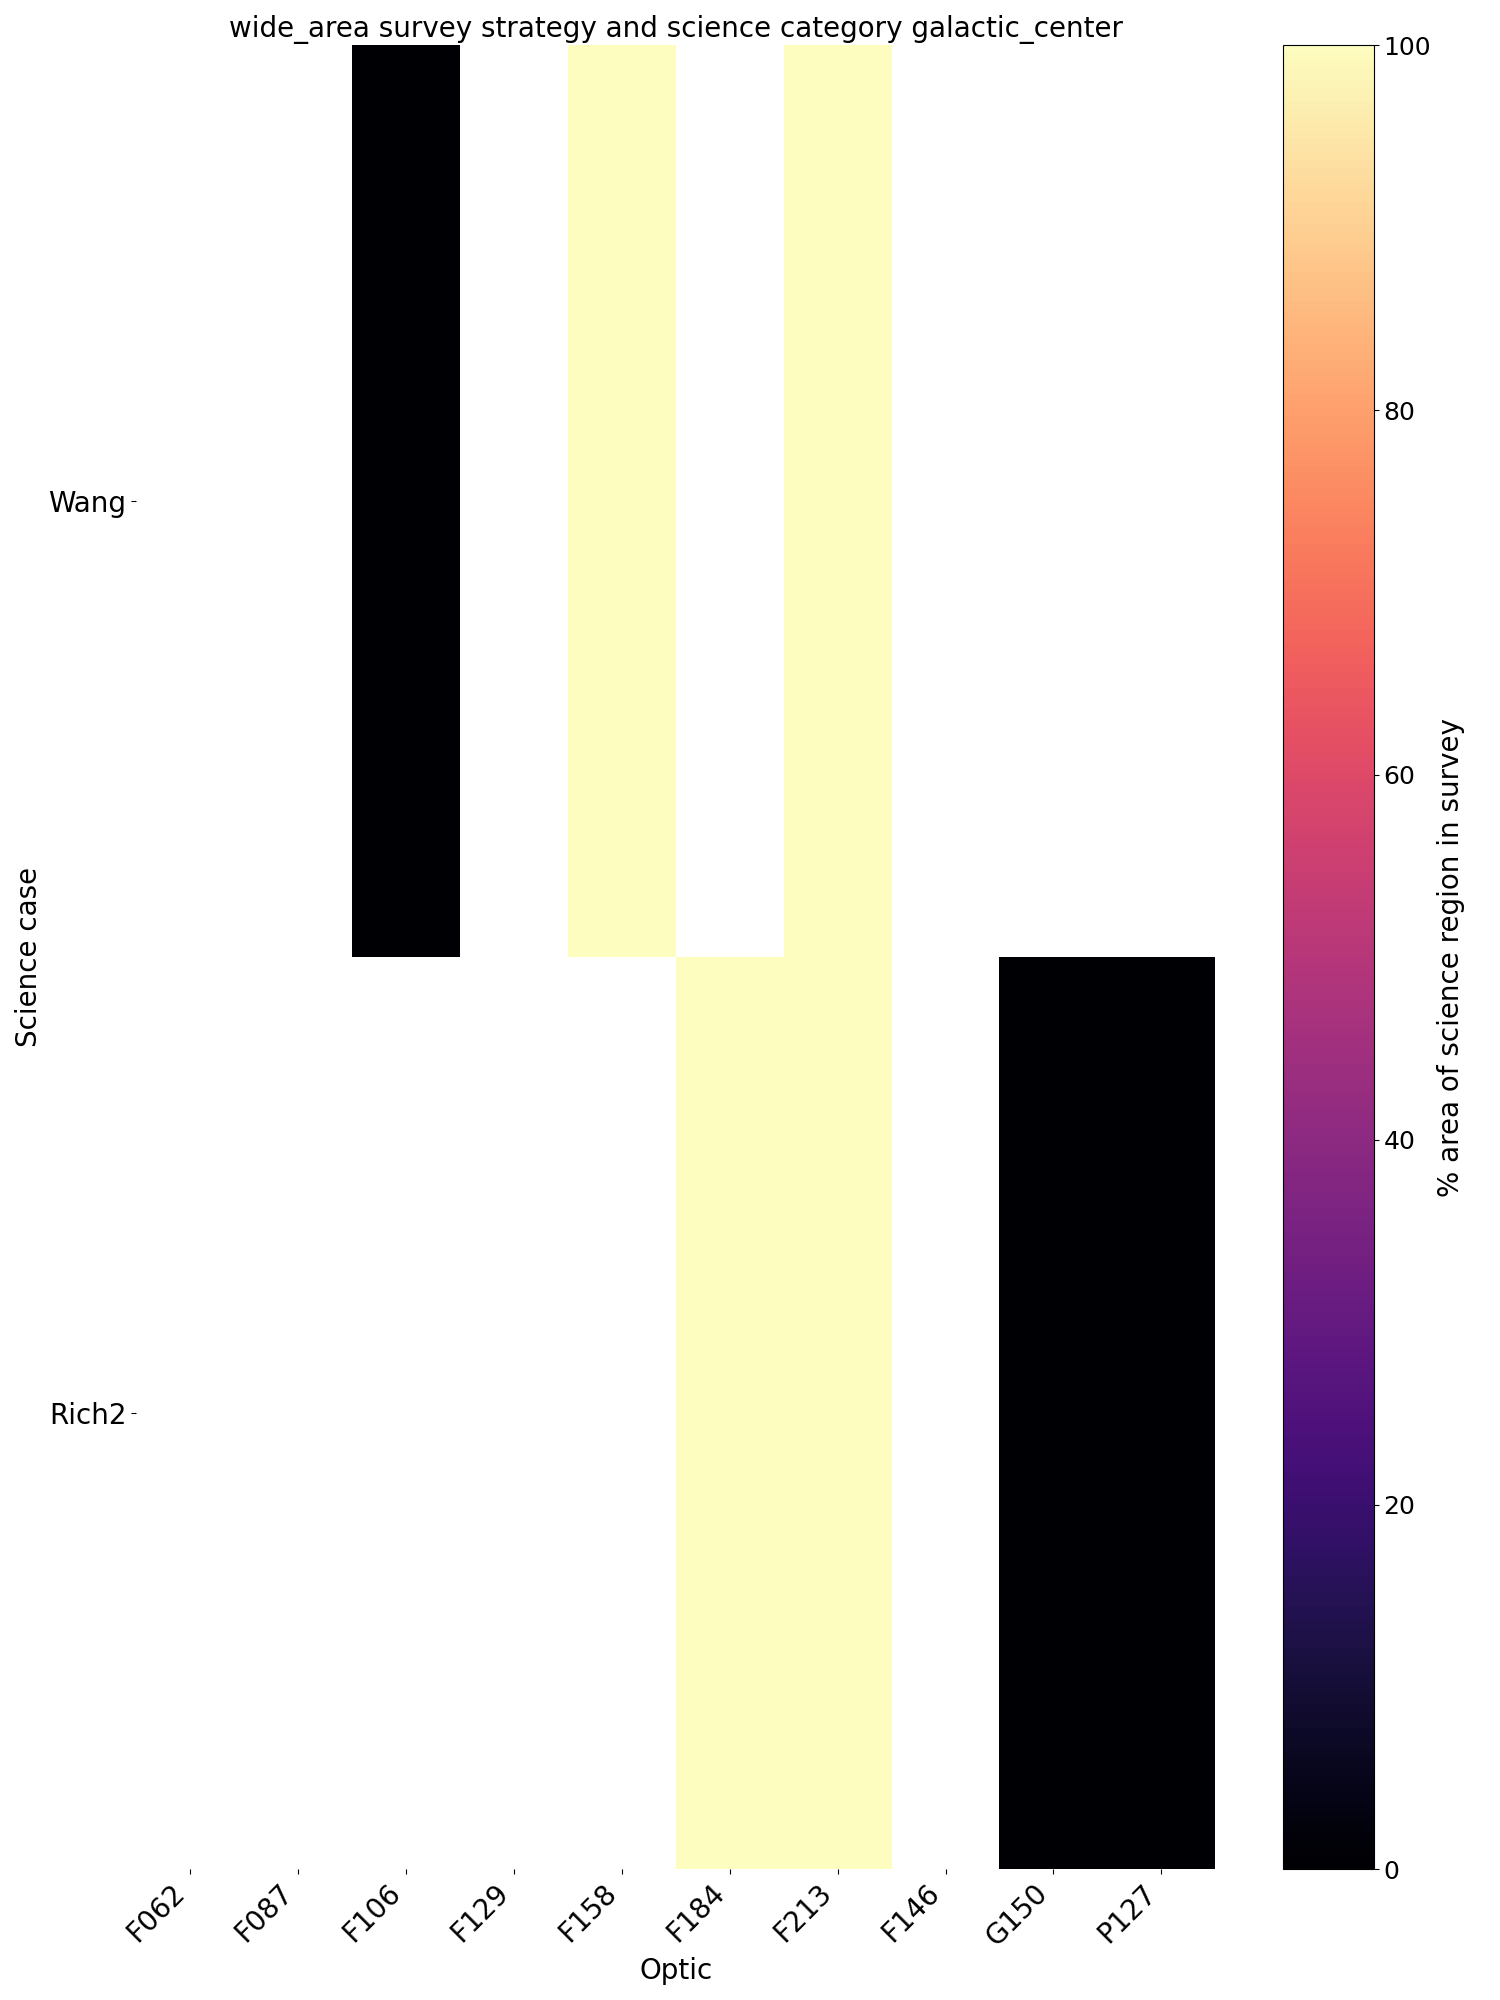 wide_area survey strategy and science category galactic_center
Science case
Wang
Rich2
F062
F087
F106
F129
F158
F184
F213
F146
G150
P127
Optic
100
80
60
40
20
0
% area of science region in survey